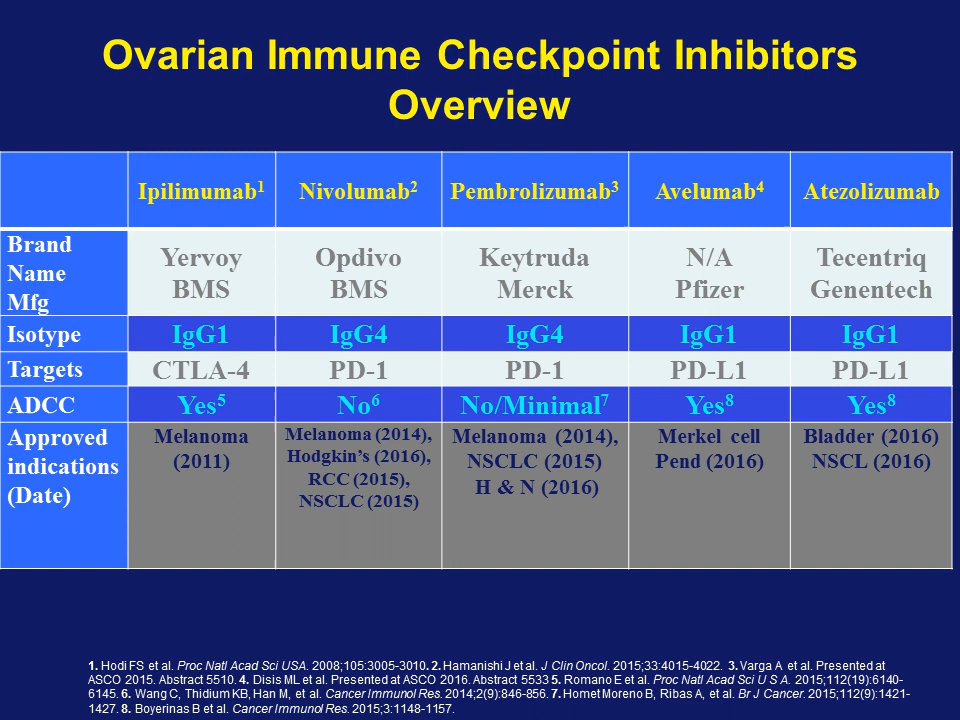 Ovarian Immune Checkpoint Inhibitors
Overview
Ipilimumab1 Nivolumab2 Pembrolizumab3 Avelumab4 Atezolizumab
Brand
Name
Mfg
Yervoy
BMS
Opdivo
BMS
Keytruda
Merck
N/A
Pfizer
Tecentriq
Genentech
Isotype IgG1 IgG4 IgG4 IgG1 IgG1
Targets CTLA-4 PD-1 PD-1 PD-L1 PD-L1
ADCC Yes5 No6 No/Minimal7 Yes8 Yes8
Approved
indications
(Date)
Melanoma
(2011)
Melanoma (2014),
Hodgkin’s (2016),
RCC (2015),
NSCLC (2015)
Melanoma (2014),
NSCLC (2015)
H & N (2016)
Merkel cell
Pend (2016)
Bladder (2016)
NSCL (2016)
1. Hodi FS et al. Proc Natl Acad Sci USA. 2008;105:3005-3010. 2. Hamanishi J et al. J Clin Oncol. 2015;33:4015-4022. 3. Varga A et al. Presented at
ASCO 2015. Abstract 5510. 4. Disis ML et al. Presented at ASCO 2016. Abstract 5533 5. Romano E et al. Proc Natl Acad Sci U S A. 2015;112(19):6140-
6145. 6. Wang C, Thidium KB, Han M, et al. Cancer Immunol Res. 2014;2(9):846-856. 7. Homet Moreno B, Ribas A, et al. Br J Cancer. 2015;112(9):1421-
1427. 8. Boyerinas B et al. Cancer Immunol Res. 2015;3:1148-1157.